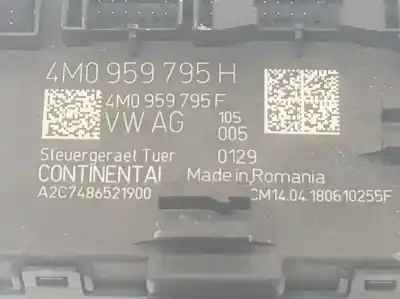 4M0 959 795 H
4M0 959 795 F
VW AG 105
005
Steuergeraet Tuer 0129
CONTINENTAL Made in Romania
A2C7486521900 CM14.04.180610255F